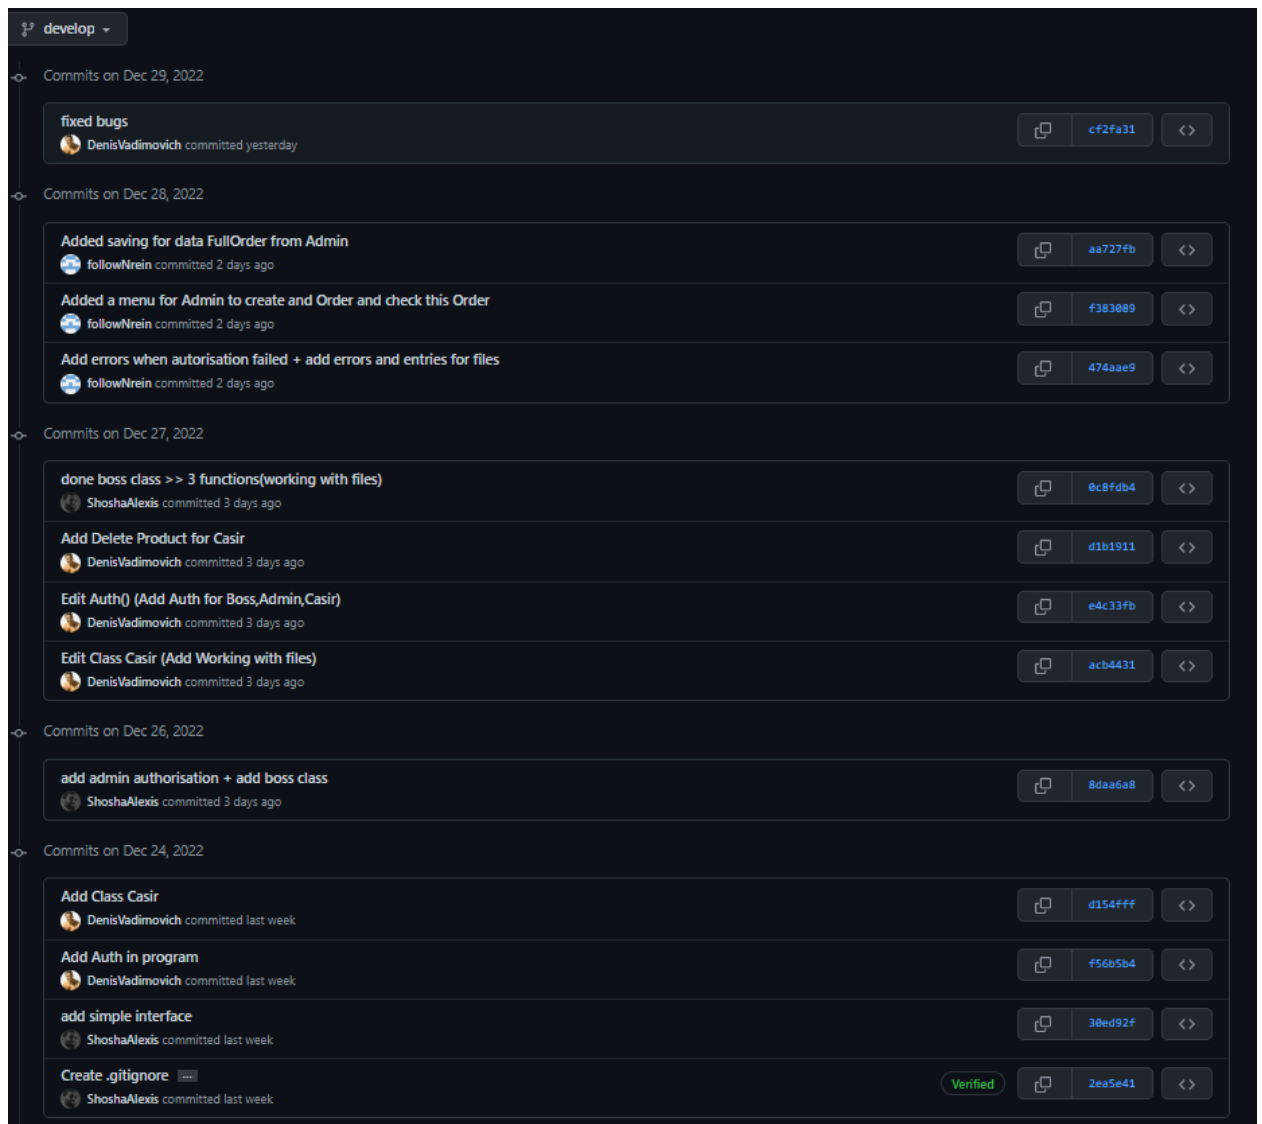 develop
Commits on Dec 29, 2022
fixed bugs
DenisVadimovich committed yesterday
cf2fa31
Commits on Dec 28, 2022
Added saving for data FullOrder from Admin
followNrein committed 2 days ago
aa727fb
Added a menu for Admin to create and Order and check this Order
followNrein committed 2 days ago
f383089
Add errors when autorisation failed + add errors and entries for files
followNrein committed 2 days ago
474aae9
Commits on Dec 27, 2022
done boss class >> 3 functions(working with files)
ShoshaAlexis committed 3 days ago
0c8fdb4
Add Delete Product for Casir
DenisVadimovich committed 3 days ago
d1b1911
Edit Auth() (Add Auth for Boss,Admin,Casir)
DenisVadimovich committed 3 days ago
e4c33fb
Edit Class Casir (Add Working with files)
DenisVadimovich committed 3 days ago
acb4431
Commits on Dec 26, 2022
add admin authorisation + add boss class
ShoshaAlexis committed 3 days ago
8daa6a8
Commits on Dec 24, 2022
Add Class Casir
DenisVadimovich committed last week
d154fff
Add Auth in program
DenisVadimovich committed last week
f56b5b4
add simple interface
ShoshaAlexis committed last week
30ed92f
Create .gitignore ...
ShoshaAlexis committed last week
Verified
2ea5e41